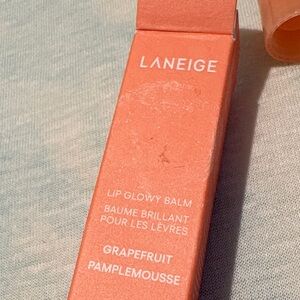 LANEIGE
LIP GLOWY BALM
BAUME BRILLANT
POUR LES LÈVRES
GRAPEFRUIT
PAMPLEMOUSSE